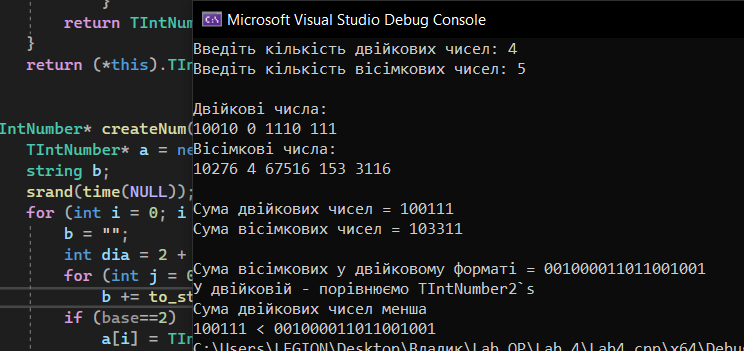 }
return TIntNum
}
return (*this).TIn
IntNumber* createNum(
TIntNumber* a = ne
string b;
srand(time(NULL));
for (int i = 0; i
b = "";
int dia = 2 +
for (int j = 0
b += to_st
if (base==2)
a[i] = TIn
Microsoft Visual Studio Debug Console
Введіть кількість двійкових чисел: 4
Введіть кількість вісімкових чисел: 5
Двійкові числа:
10010 0 1110 111
Вісімкові числа:
10276 4 67516 153 3116
Сума двійкових чисел = 100111
Сума вісімкових чисел = 103311
Сума вісімкових у двійковому форматі = 001000011011001001
У двійковій - порівнюємо TIntNumber2`s
Сума двійкових чисел менша
100111 < 001000011011001001
C:\Users\LEGION\Desktop\Владик\Lab OP\Lab 4\Lab4_cpp\x64\Debu